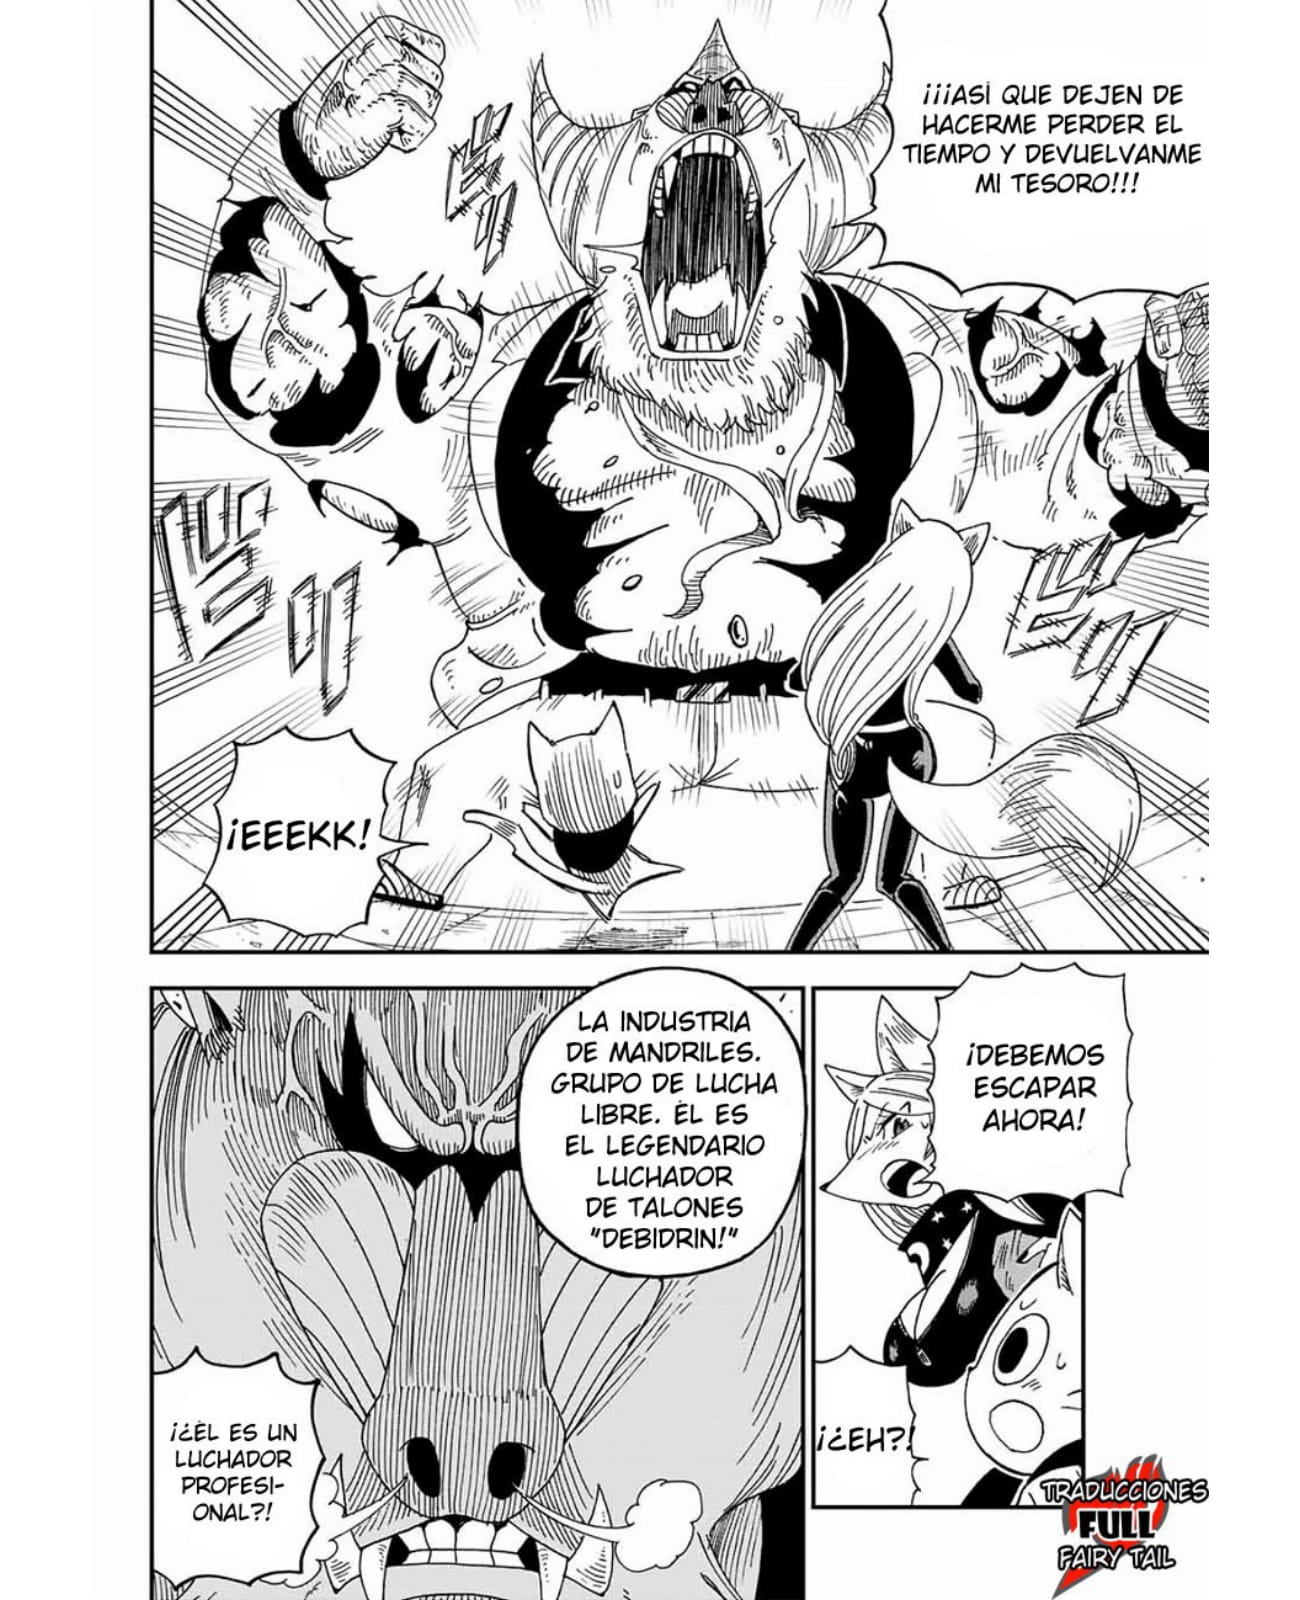 ¡¡¡ASÍ QUE DEJEN DE
HACERME PERDER EL
TIEMPO Y DEVUELVANME
MI TESORO!!!
¡EEEKK!
¡DEBEMOS
ESCAPAR
AHORA!
¡¿EH?!
LA INDUSTRIA
DE MANDRILES.
GRUPO DE LUCHA
LIBRE. ÉL ES
EL LEGENDARIO
LUCHADOR
DE TALONES
"DEBIDRIN!"
¡¿ÉL ES UN
LUCHADOR
PROFESI-
ONAL?!
TRADUCCIONES
FULL
FAIRY TAIL